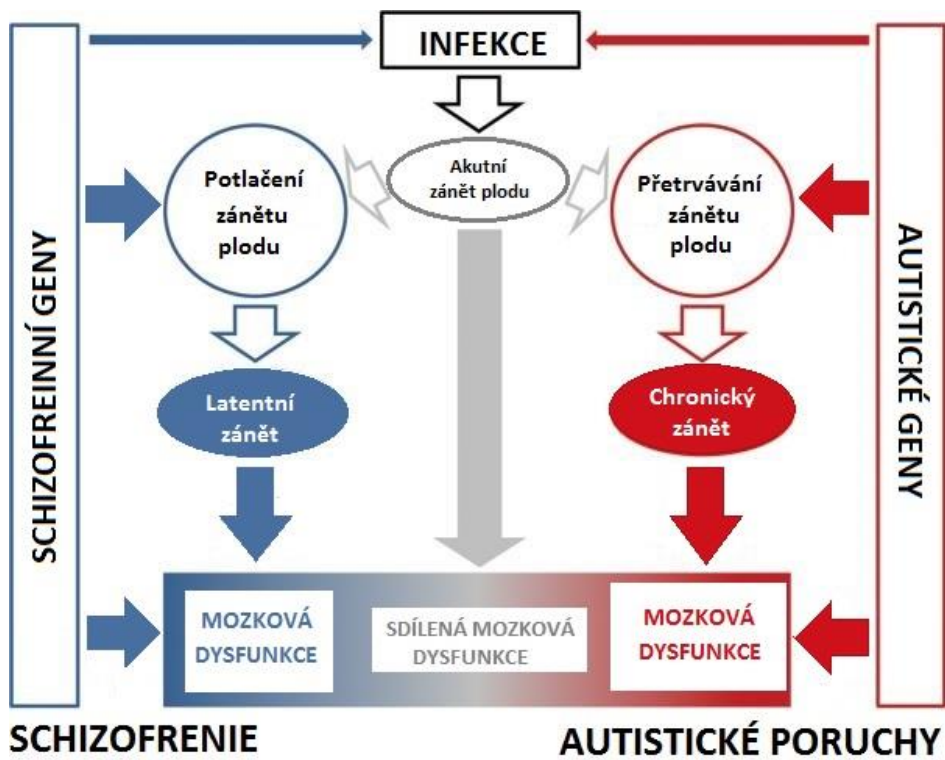 INFEKCE
SCHIZOFREINNÍ GENY
Potlačení
zánětu
plodu
Akutní
zánět plodu
Přetrvávání
zánětu
plodu
AUTISTICKÉ GENY
Latentní
zánět
Chronický
zánět
MOZKOVÁ
DYSFUNKCE
SDÍLENÁ MOZKOVÁ
DYSFUNKCE
MOZKOVÁ
DYSFUNKCE
SCHIZOFRENIE
AUTISTICKÉ PORUCHY